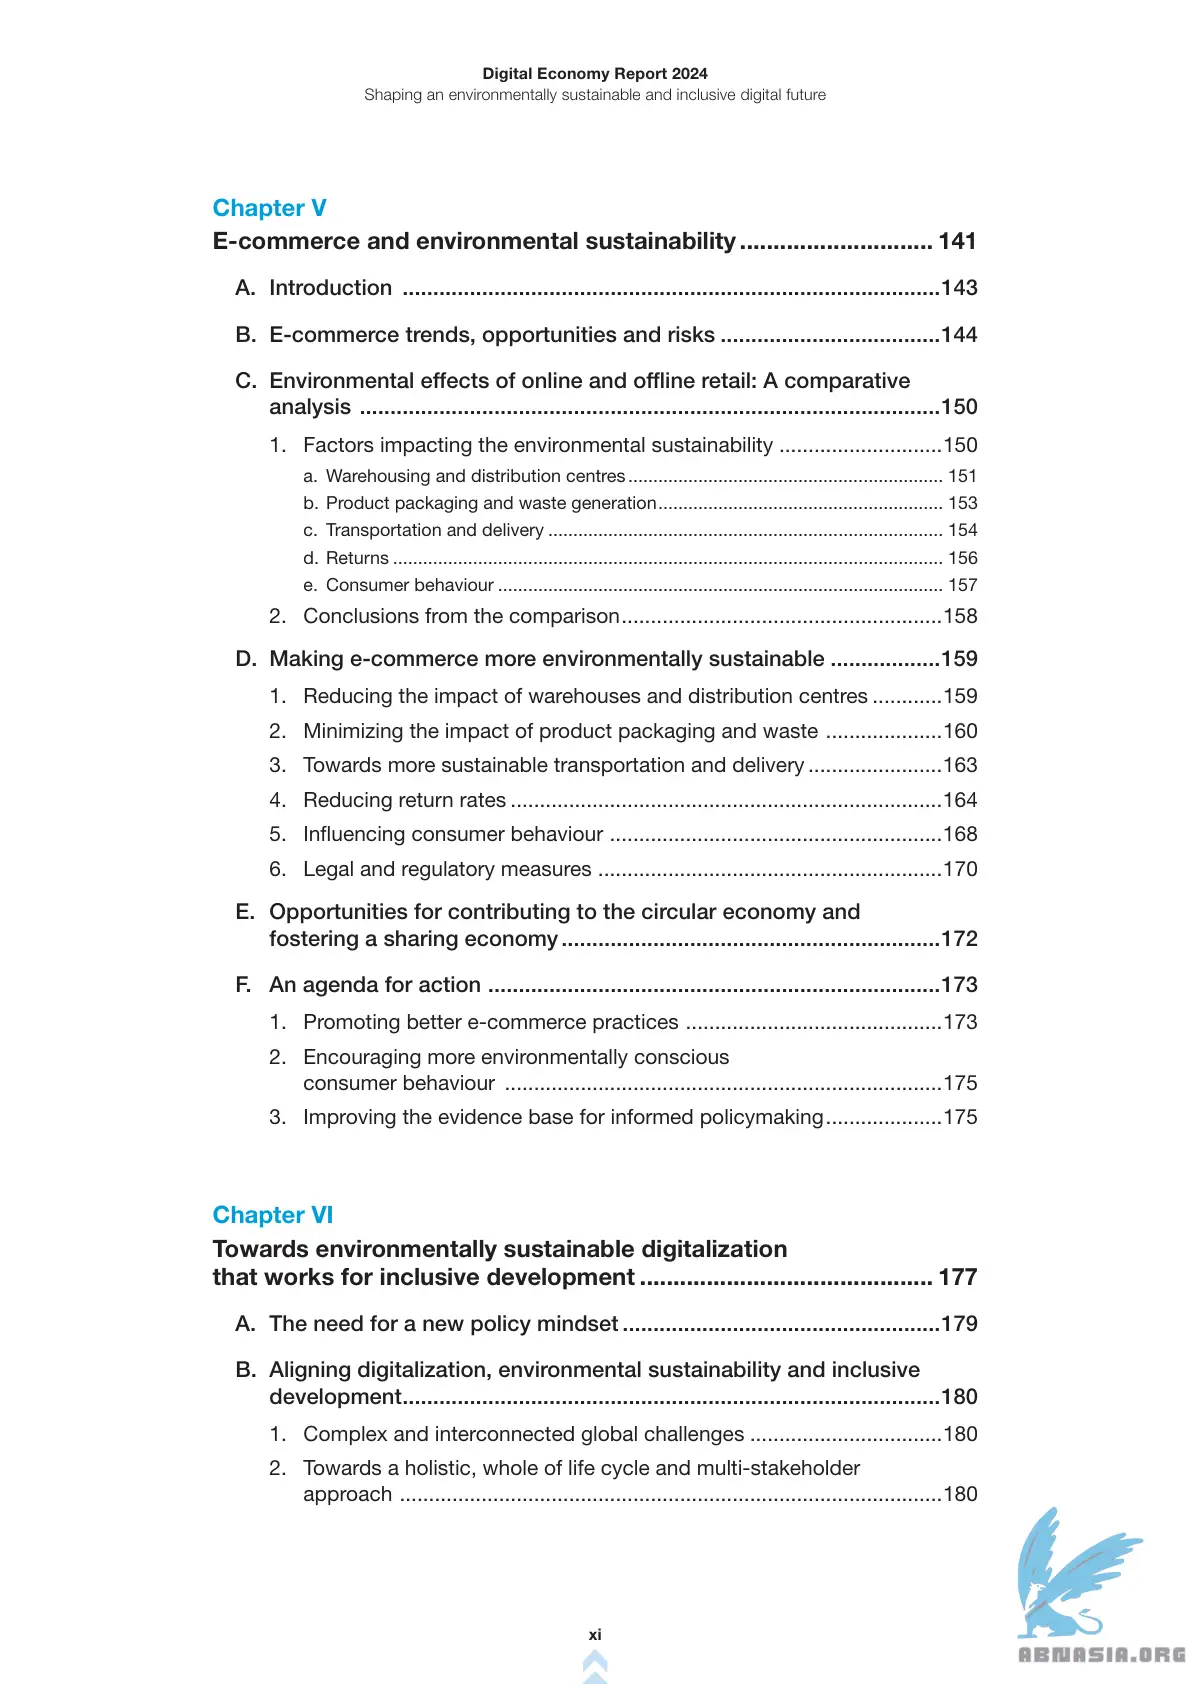 Digital Economy Report 2024
Shaping an environmentally sustainable and inclusive digital future
Chapter V
E-commerce and environmental sustainability ............................. 141
A. Introduction ........................................................................................143
B. E-commerce trends, opportunities and risks ....................................144
C. Environmental effects of online and offline retail: A comparative
analysis ...............................................................................................150
1. Factors impacting the environmental sustainability ............................150
a. Warehousing and distribution centres ............................................................... 151
b. Product packaging and waste generation......................................................... 153
c. Transportation and delivery ............................................................................... 154
d. Returns .............................................................................................................. 156
e. Consumer behaviour ......................................................................................... 157
2. Conclusions from the comparison.......................................................158
D. Making e-commerce more environmentally sustainable ..................159
1. Reducing the impact of warehouses and distribution centres ............159
2. Minimizing the impact of product packaging and waste ....................160
3. Towards more sustainable transportation and delivery .......................163
4. Reducing return rates ..........................................................................164
5. Influencing consumer behaviour .........................................................168
6. Legal and regulatory measures ...........................................................170
E. Opportunities for contributing to the circular economy and
fostering a sharing economy ..............................................................172
F. An agenda for action ..........................................................................173
1. Promoting better e-commerce practices ............................................173
2. Encouraging more environmentally conscious
consumer behaviour ...........................................................................175
3. Improving the evidence base for informed policymaking....................175
Chapter VI
Towards environmentally sustainable digitalization
that works for inclusive development ............................................ 177
A. The need for a new policy mindset ....................................................179
B. Aligning digitalization, environmental sustainability and inclusive
development........................................................................................180
1. Complex and interconnected global challenges .................................180
2. Towards a holistic, whole of life cycle and multi-stakeholder
approach .............................................................................................180
xi
ABNASIA.ORG